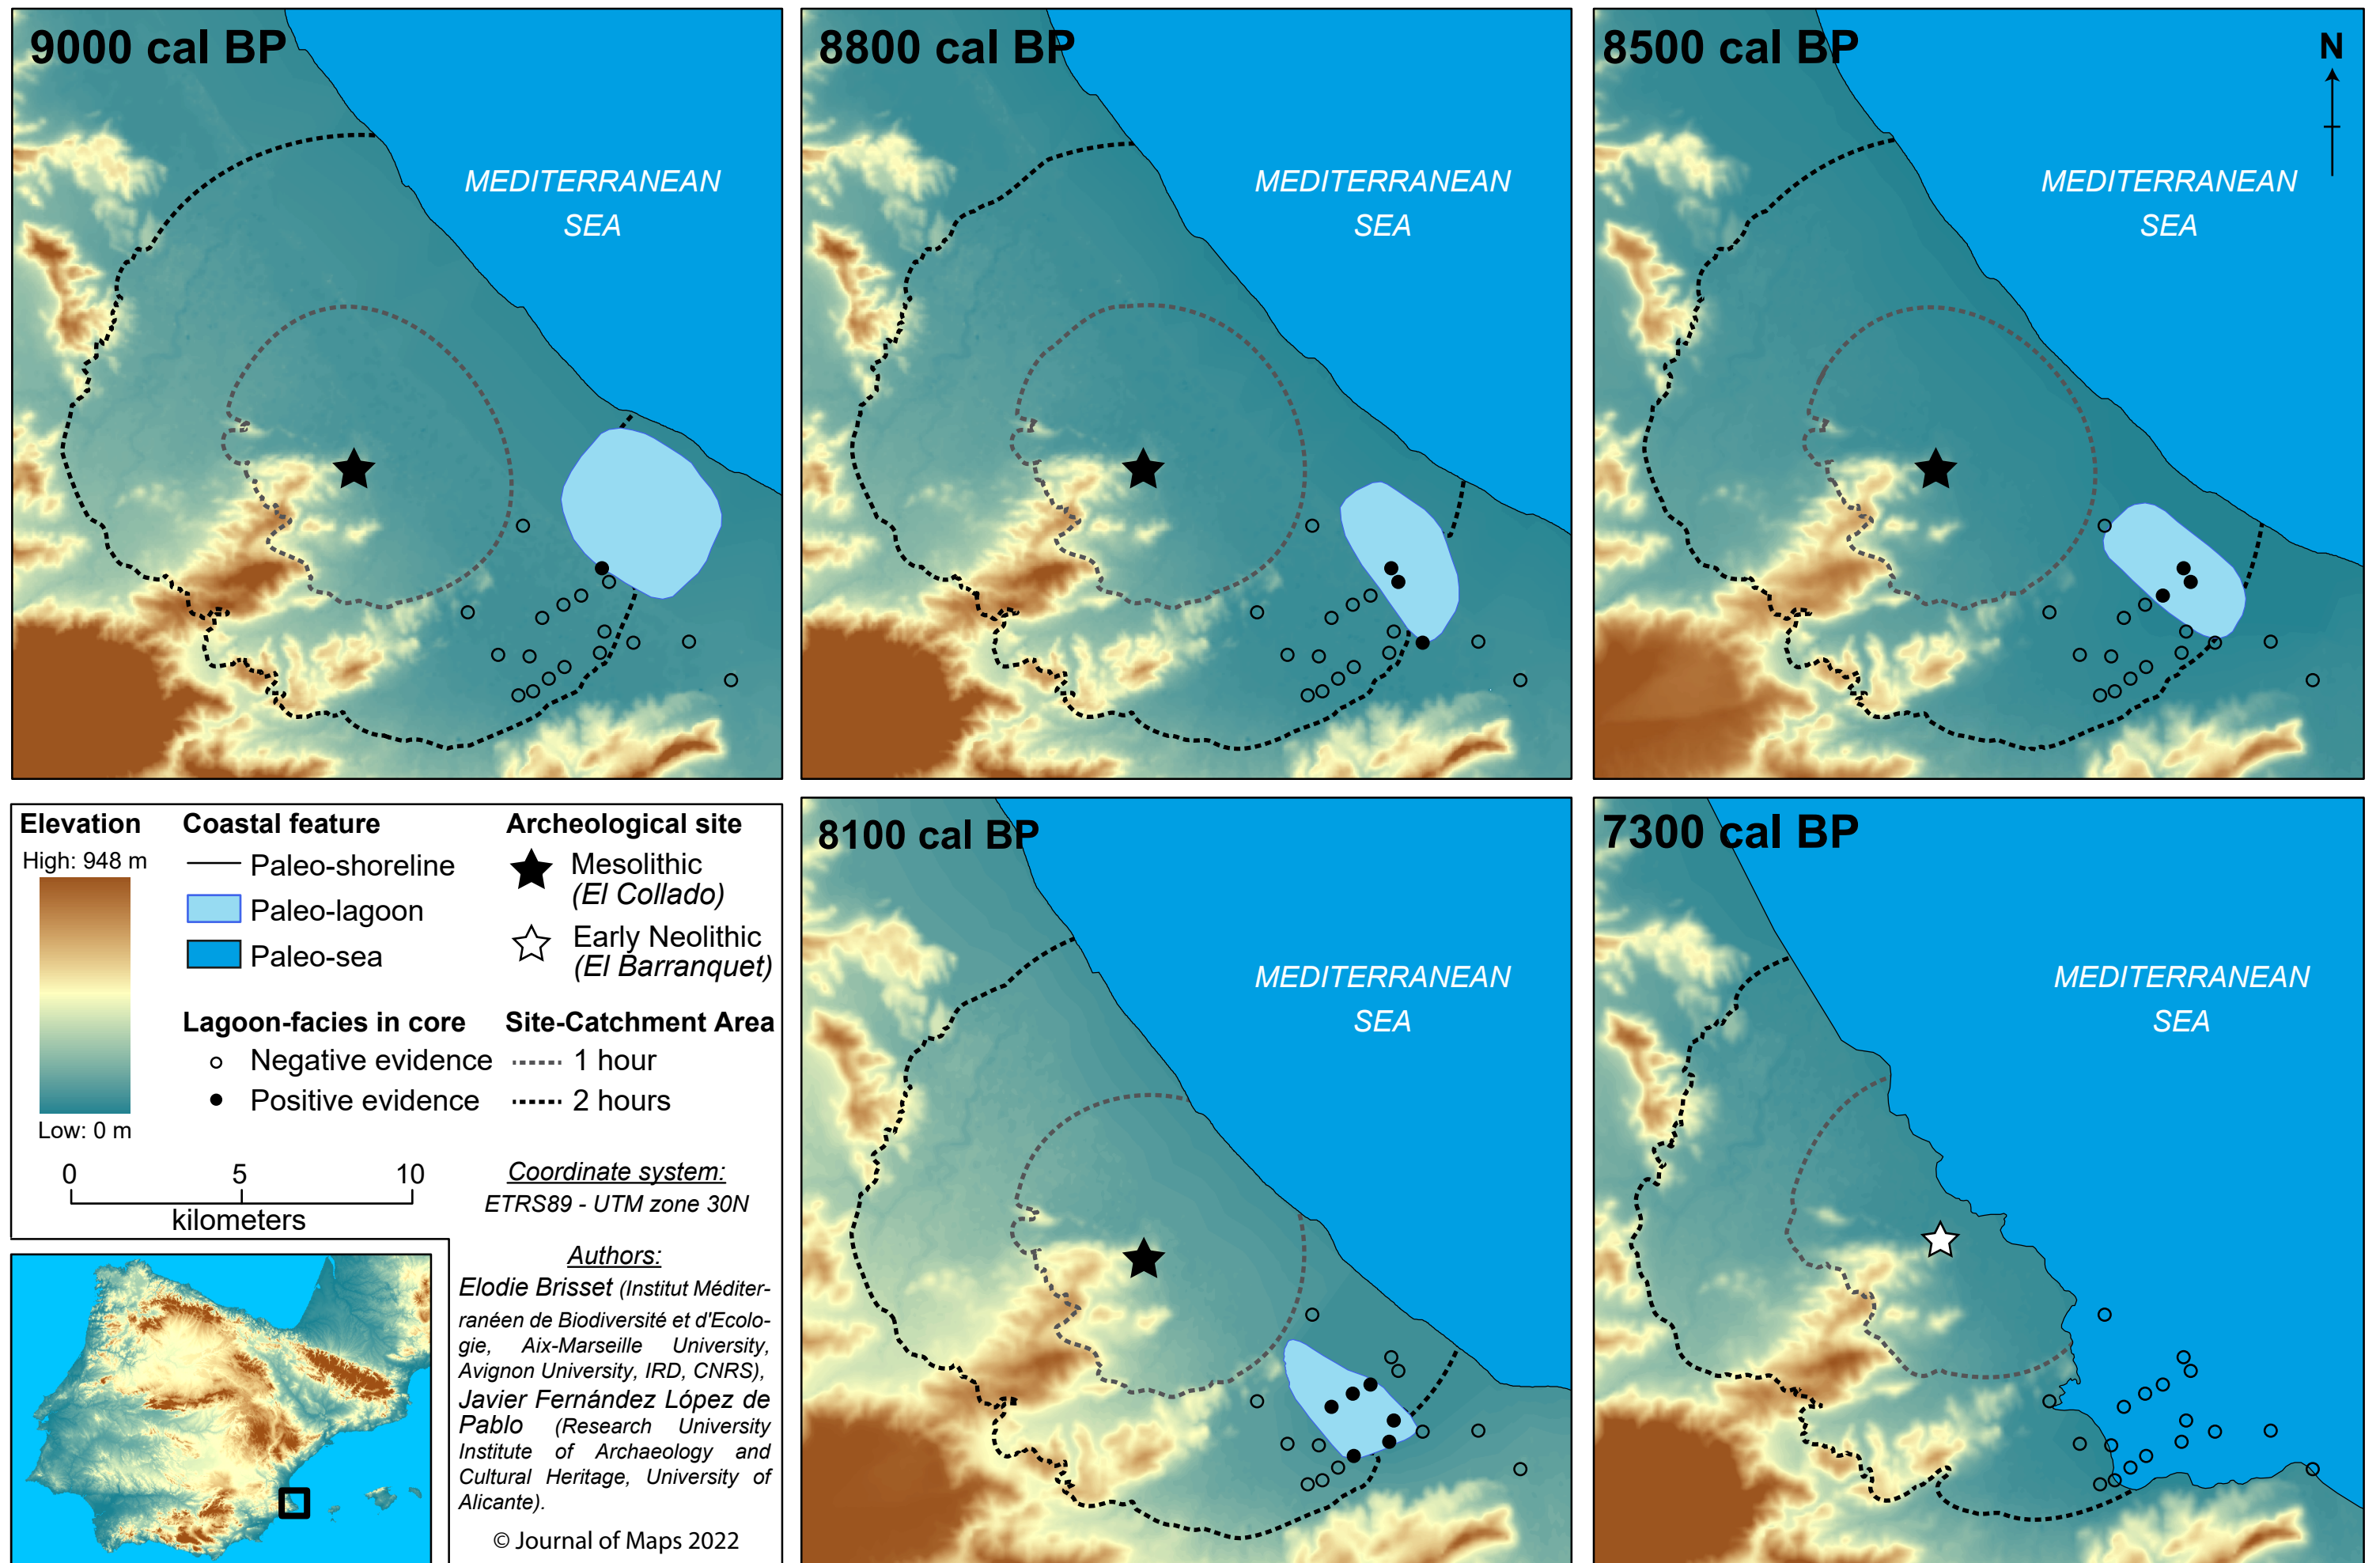 9000 cal BP
MEDITERRANEAN
SEA
8800 cal BP
MEDITERRANEAN
SEA
8500 cal BP
N
MEDITERRANEAN
SEA
Elevation
High: 948 m
Low: 0 m
Coastal feature
Paleo-shoreline
Paleo-lagoon
Paleo-sea
Archeological site
Mesolithic
(El Collado)
Early Neolithic
(El Barranquet)
Lagoon-facies in core
Negative evidence
Positive evidence
Site-Catchment Area
1 hour
2 hours
0 5 10
kilometers
Coordinate system:
ETRS89 - UTM zone 30N
Authors:
Elodie Brisset (Institut Méditer-
ranéen de Biodiversité et d'Ecolo-
gie, Aix-Marseille University,
Avignon University, IRD, CNRS),
Javier Fernández López de
Pablo (Research University
Institute of Archaeology and
Cultural Heritage, University of
Alicante).
© Journal of Maps 2022
8100 cal BP
MEDITERRANEAN
SEA
7300 cal BP
MEDITERRANEAN
SEA